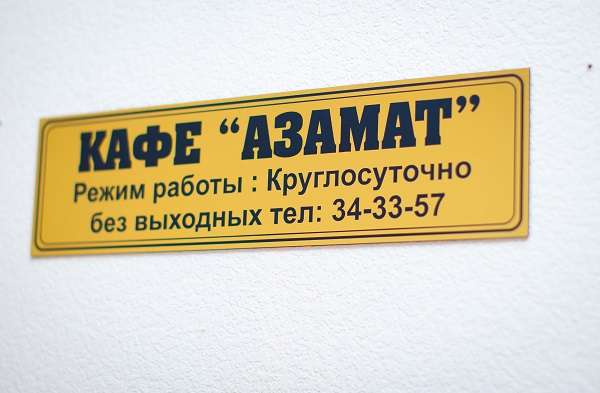 КАФЕ “АЗАМАТ”
Режим работы : Круглосуточно
без выходных тел: 34-33-57